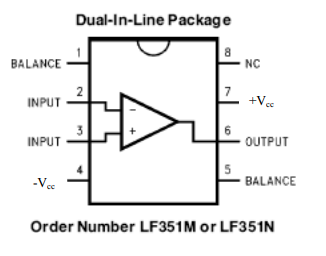 Dual-In-Line Package
1
BALANCE
8
NC
2
INPUT
-
7
+Vcc
3
INPUT
+
6
OUTPUT
4
-Vcc
5
BALANCE
Order Number LF351M or LF351N